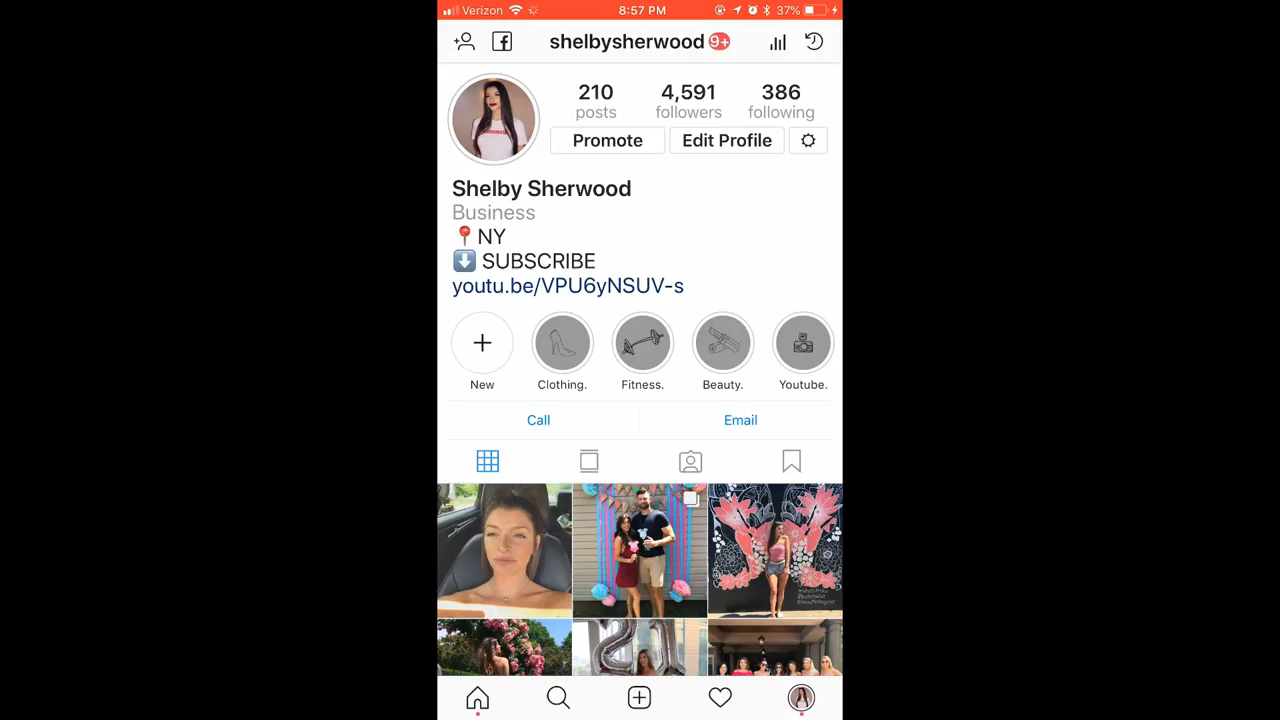 Verizon 8:57 PM 37%
shelbysherwood 9+
210 4,591 386
posts followers following
Promote Edit Profile
Shelby Sherwood
Business
📍NY
⬇️ SUBSCRIBE
youtu.be/VPU6yNSUV-s
New Clothing. Fitness. Beauty. Youtube.
Call Email
21